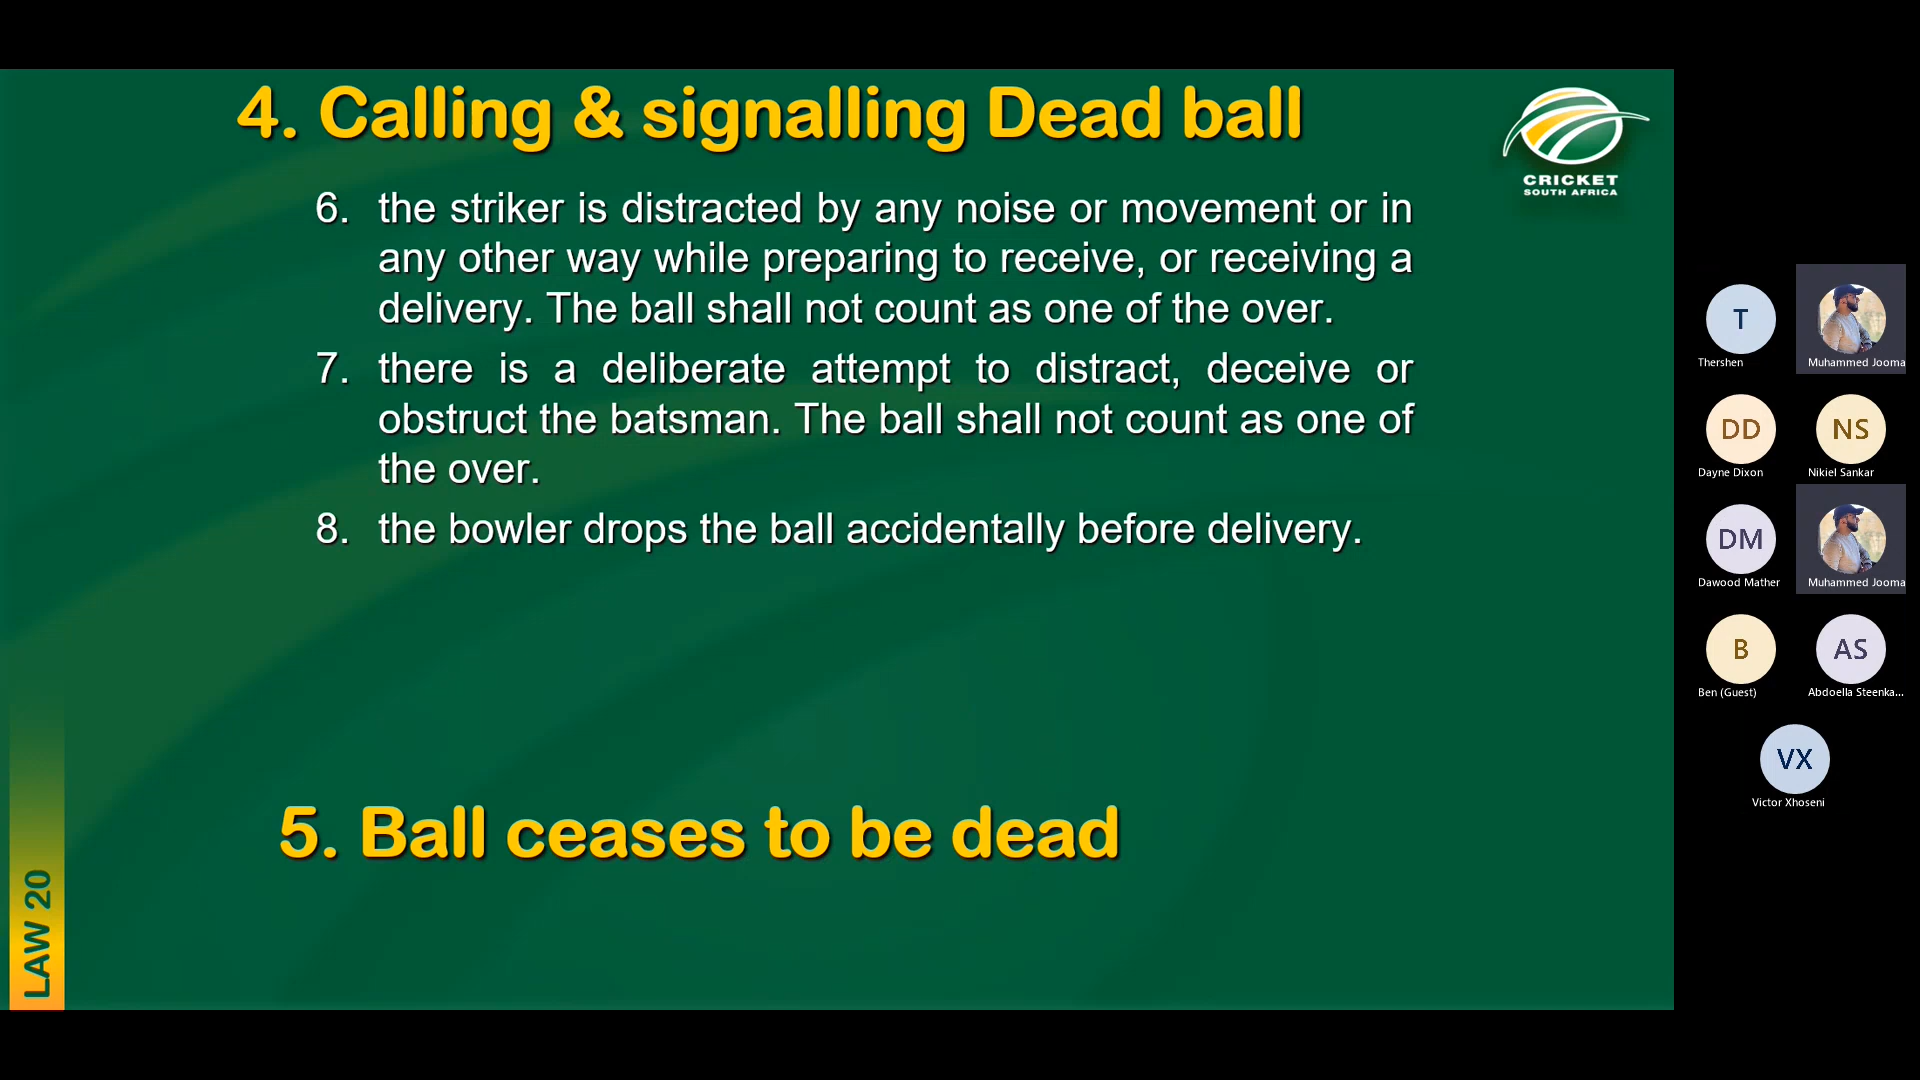 4. Calling & signalling Dead ball
CRICKET
SOUTH AFRICA
6. the striker is distracted by any noise or movement or in
any other way while preparing to receive, or receiving a
delivery. The ball shall not count as one of the over.
7. there is a deliberate attempt to distract, deceive or
obstruct the batsman. The ball shall not count as one of
the over.
8. the bowler drops the ball accidentally before delivery.
5. Ball ceases to be dead
LAW 20
T
Thershen
Muhammed Jooma
DD
Dayne Dixon
NS
Nikiel Sankar
DM
Dawood Mather
Muhammed Jooma
B
Ben (Guest)
AS
Abdoella Steenka...
VX
Victor Xhoseni